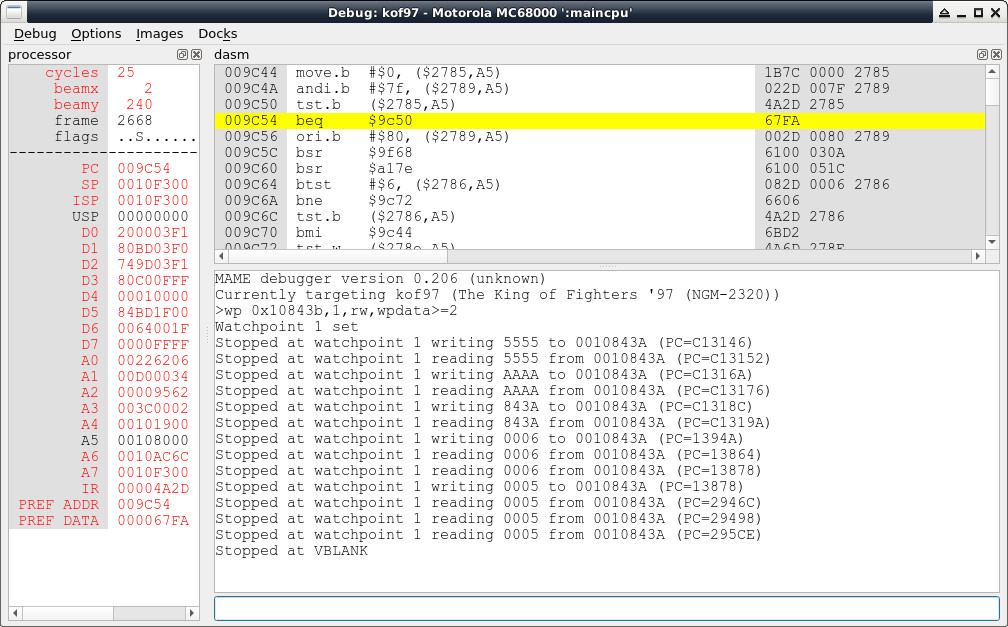 Debug: kof97 - Motorola MC68000 ':maincpu'
Debug Options Images Docks
processor
cycles 25
beamx 2
beamy 240
frame 2668
flags ..S......
PC 009C54
SP 0010F300
ISP 0010F300
USP 00000000
D0 200003F1
D1 80BD03F0
D2 749D03F1
D3 80C00FFF
D4 00010000
D5 84BD1F00
D6 0064001F
D7 0000FFFF
A0 00226206
A1 00D00034
A2 00009562
A3 003C0002
A4 00101900
A5 00108000
A6 0010AC6C
A7 0010F300
IR 00004A2D
PREF ADDR 009C54
PREF DATA 000067FA
dasm
009C44 move.b #$0, ($2785,A5) 1B7C 0000 2785
009C4A andi.b #$7f, ($2789,A5) 022D 007F 2789
009C50 tst.b ($2785,A5) 4A2D 2785
009C54 beq $9c50 67FA
009C56 ori.b #$80, ($2789,A5) 002D 0080 2789
009C5C bsr $9f68 6100 030A
009C60 bsr $a17e 6100 051C
009C64 btst #$6, ($2786,A5) 082D 0006 2786
009C6A bne $9c72 6606
009C6C tst.b ($2786,A5) 4A2D 2786
009C70 bmi $9c44 6BD2
009C72 tst.w ($278e,A5) 4A6D 278E
MAME debugger version 0.206 (unknown)
Currently targeting kof97 (The King of Fighters '97 (NGM-2320))
>wp 0x10843b,1,rw,wpdata>=2
Watchpoint 1 set
Stopped at watchpoint 1 writing 5555 to 0010843A (PC=C13146)
Stopped at watchpoint 1 reading 5555 from 0010843A (PC=C13152)
Stopped at watchpoint 1 writing AAAA to 0010843A (PC=C1316A)
Stopped at watchpoint 1 reading AAAA from 0010843A (PC=C13176)
Stopped at watchpoint 1 writing 843A to 0010843A (PC=C1318C)
Stopped at watchpoint 1 reading 843A from 0010843A (PC=C1319A)
Stopped at watchpoint 1 writing 0006 to 0010843A (PC=1394A)
Stopped at watchpoint 1 reading 0006 from 0010843A (PC=13864)
Stopped at watchpoint 1 reading 0006 from 0010843A (PC=13878)
Stopped at watchpoint 1 writing 0005 to 0010843A (PC=13878)
Stopped at watchpoint 1 reading 0005 from 0010843A (PC=2946C)
Stopped at watchpoint 1 reading 0005 from 0010843A (PC=29498)
Stopped at watchpoint 1 reading 0005 from 0010843A (PC=295CE)
Stopped at VBLANK